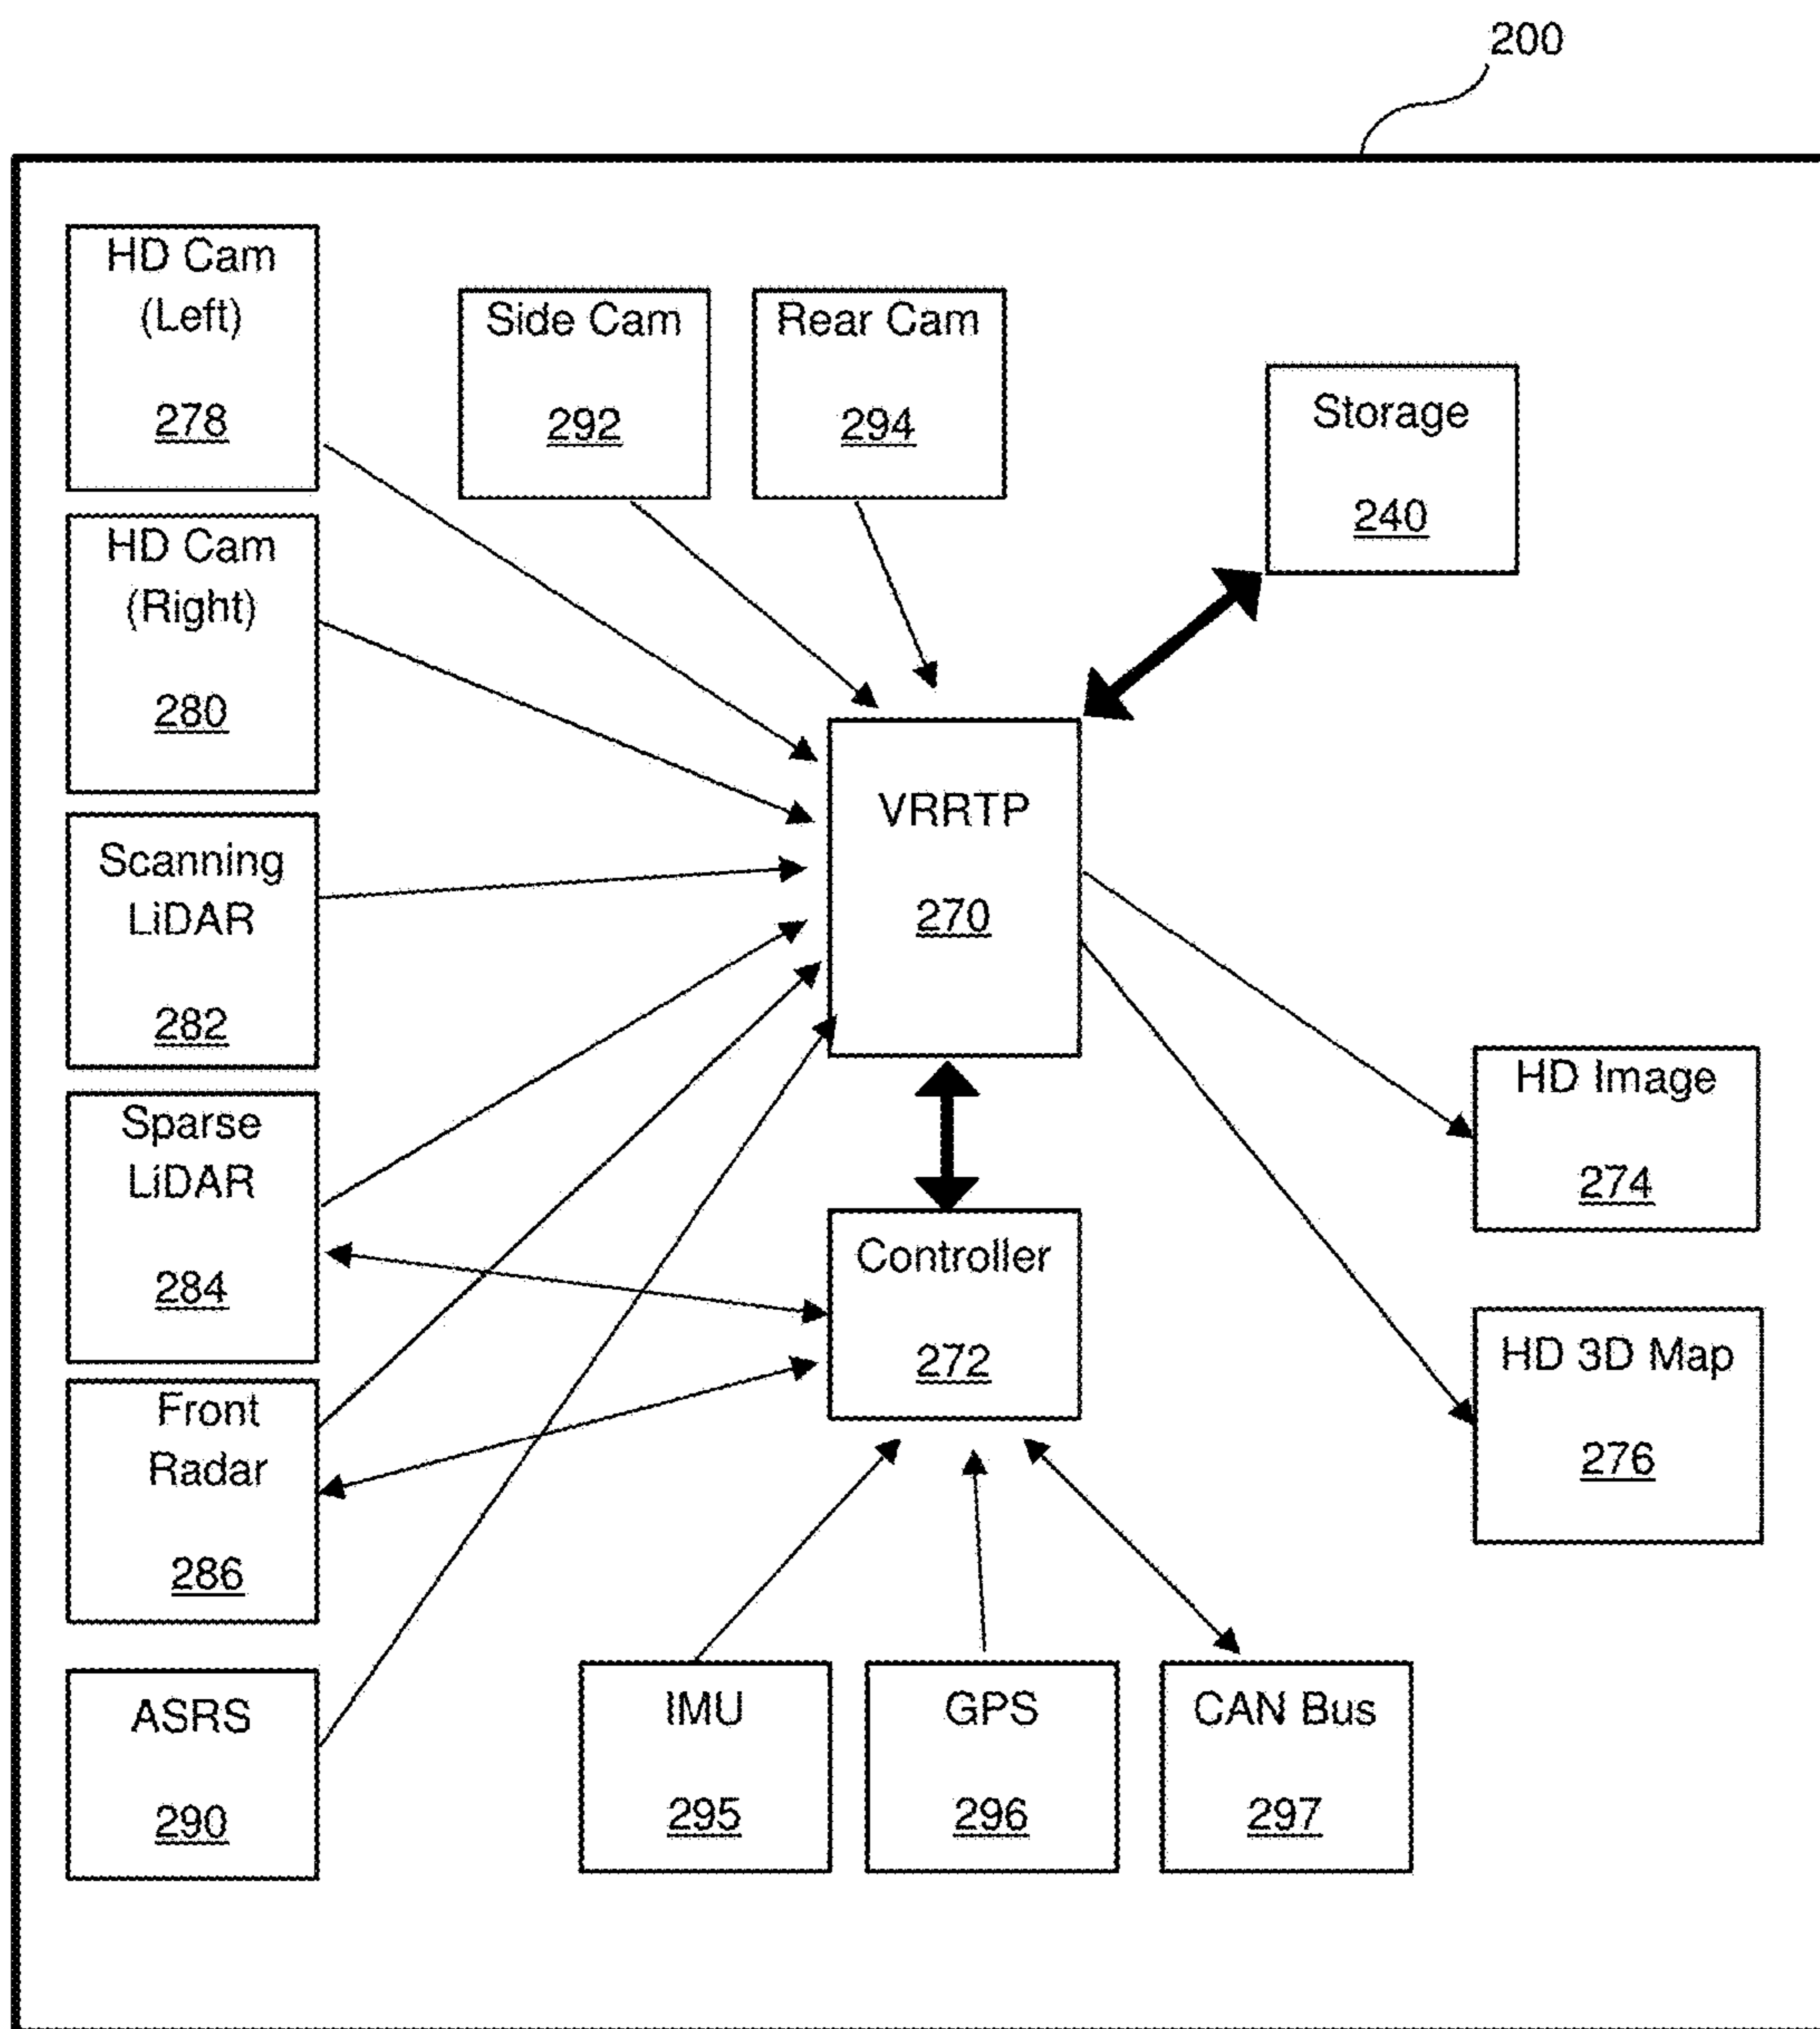 200
HD Cam
(Left)
278
Side Cam
292
Rear Cam
294
Storage
240
HD Cam
(Right)
280
VRRTP
270
Scanning
LiDAR
282
Sparse
LiDAR
284
HD Image
274
Controller
272
HD 3D Map
276
Front
Radar
286
ASRS
290
IMU
295
GPS
296
CAN Bus
297